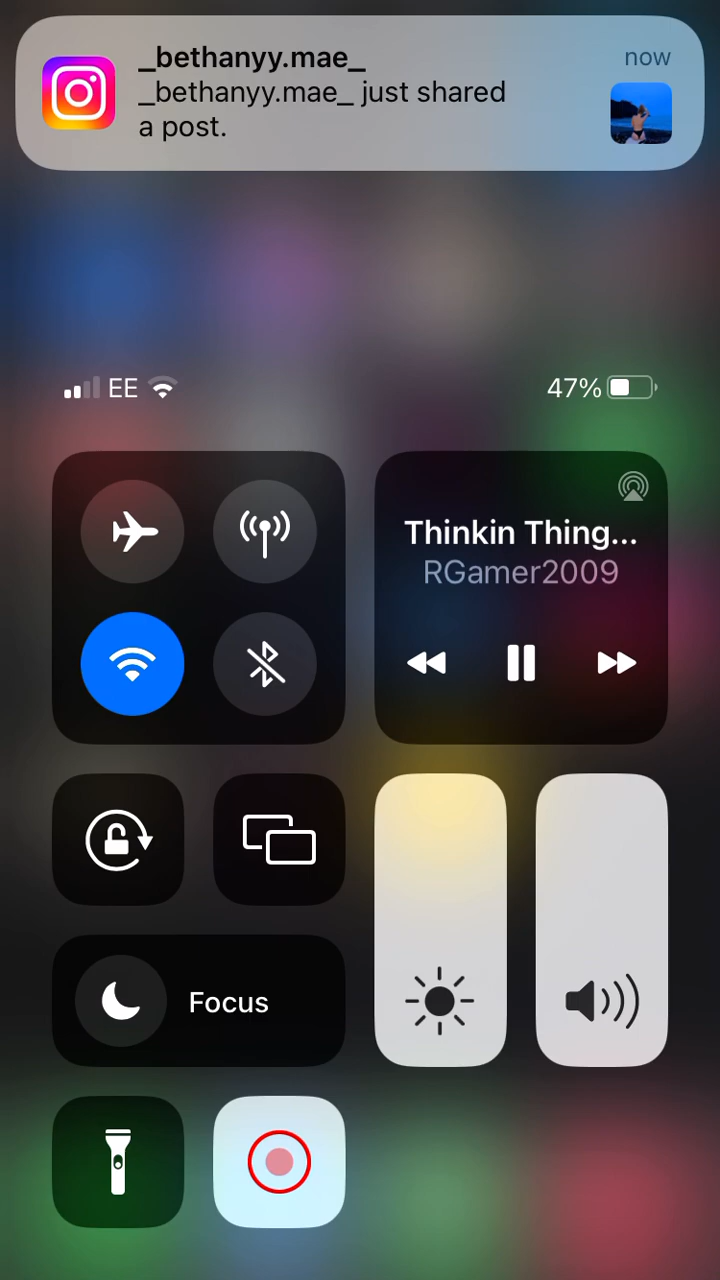 _bethanyy.mae_
now
_bethanyy.mae_ just shared
a post.
EE
47%
Thinkin Thing...
RGamer2009
Focus